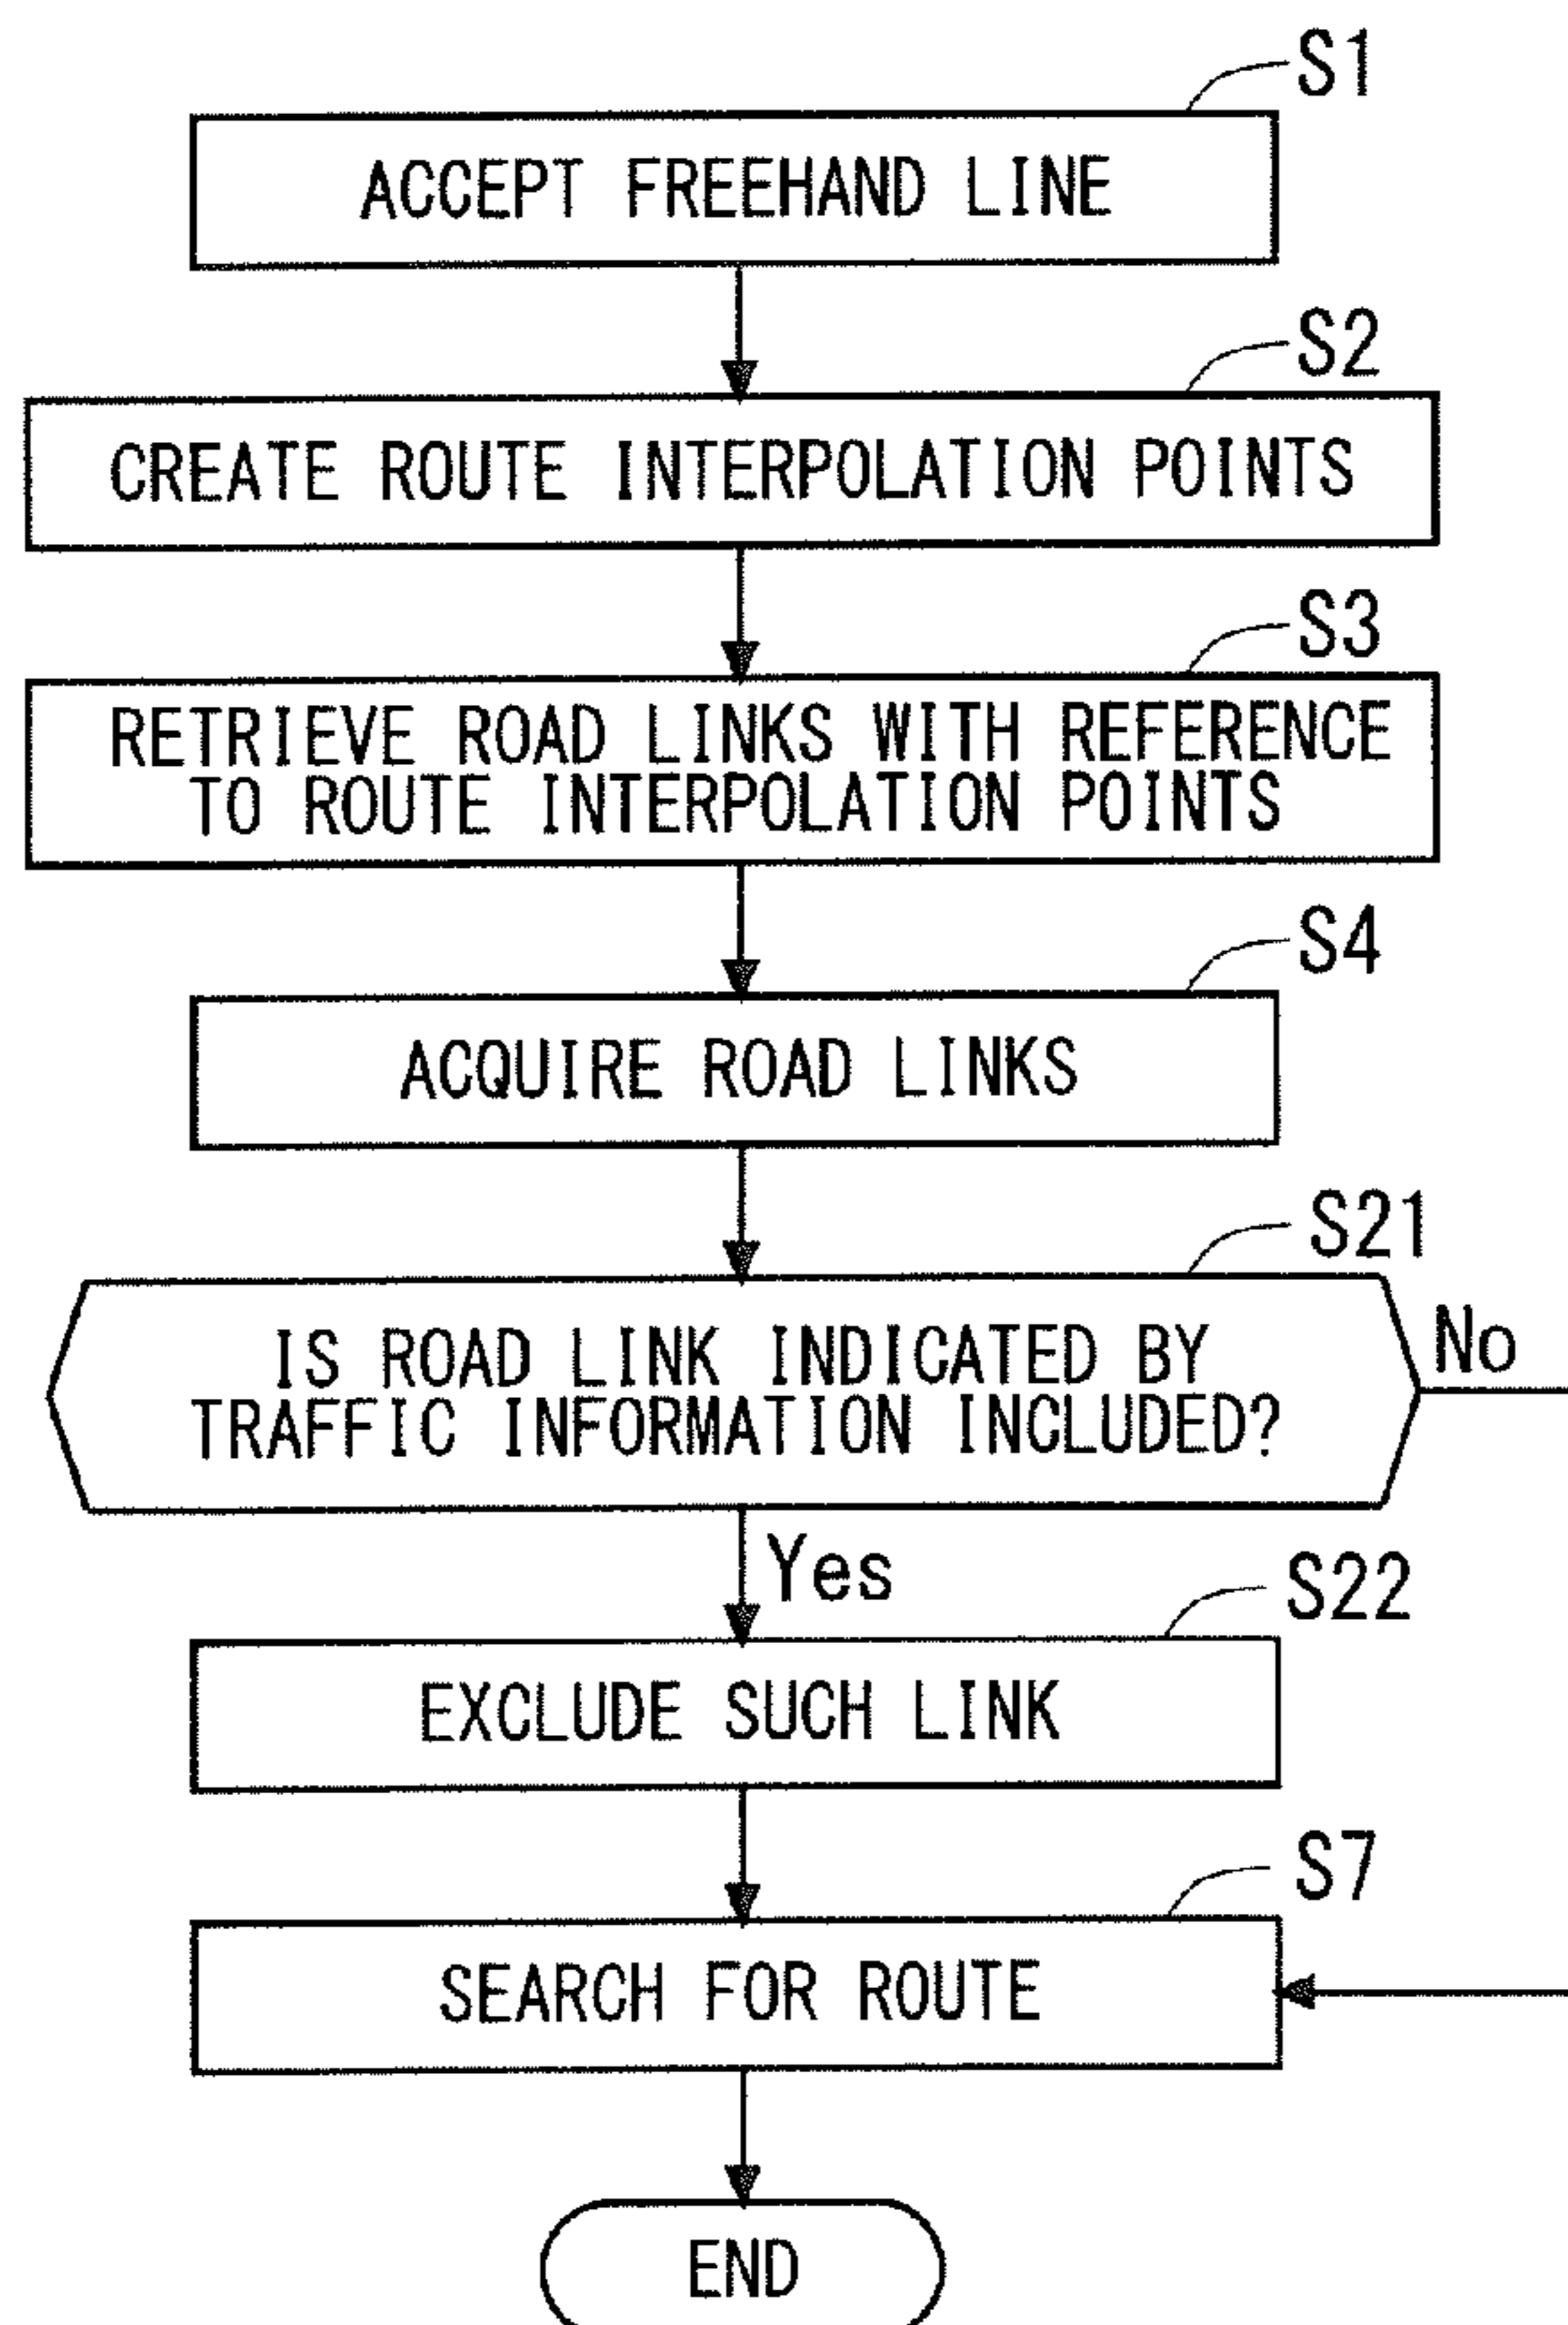 S1
ACCEPT FREEHAND LINE
S2
CREATE ROUTE INTERPOLATION POINTS
S3
RETRIEVE ROAD LINKS WITH REFERENCE
TO ROUTE INTERPOLATION POINTS
S4
ACQUIRE ROAD LINKS
S21
IS ROAD LINK INDICATED BY
TRAFFIC INFORMATION INCLUDED?
No
Yes
S22
EXCLUDE SUCH LINK
S7
SEARCH FOR ROUTE
END